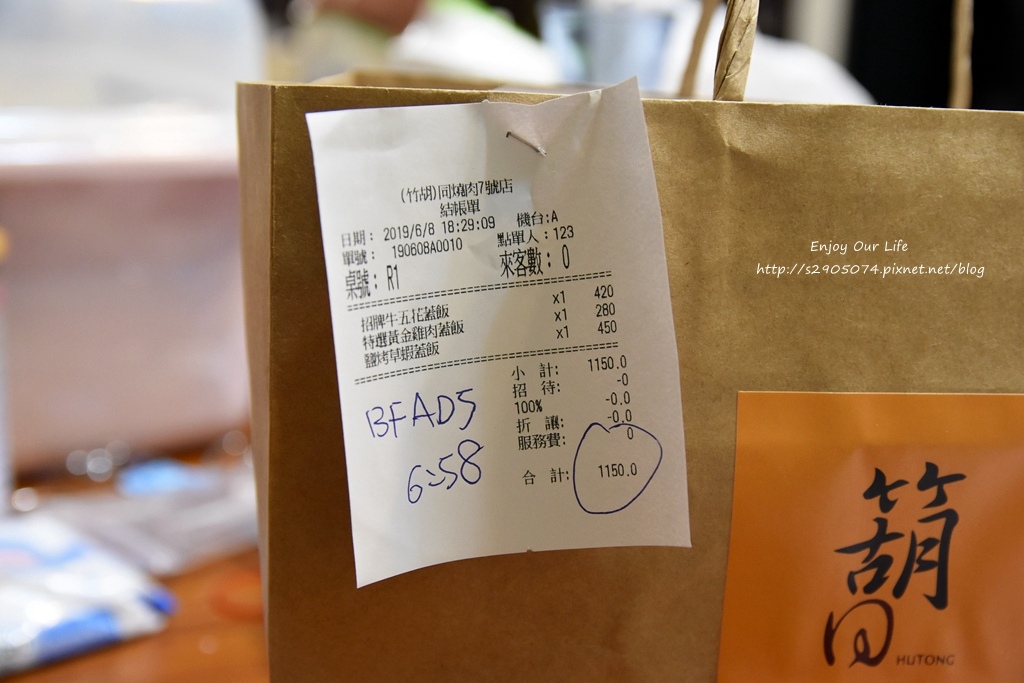 (竹胡)同燒肉7號店
結帳單
日期: 2019/6/8 18:29:09 機台:A
單號: 190608A0010 點單人:123
桌號: R1 來客數: 0
招牌牛五花蓋飯 x1 420
特選黃金雞肉蓋飯 x1 280
鹽烤草蝦蓋飯 x1 450
小 計: 1150.0
招 待: -0
100% -0.0
折 讓: -0.0
服務費: 0
合 計: 1150.0
BFAD5
6:58
Enjoy Our Life
http://s2905074.pixnet.net/blog
葫同
HUTONG